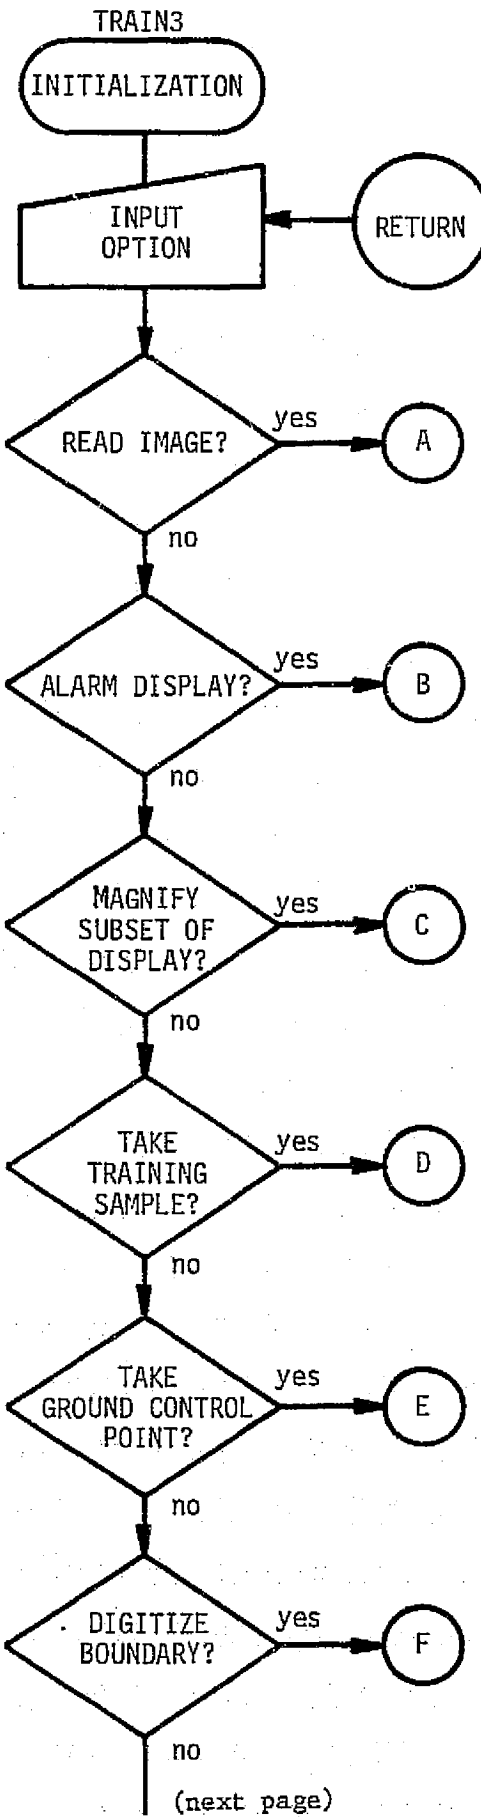 TRAIN3
INITIALIZATION
INPUT
OPTION
RETURN
READ IMAGE?
yes
A
no
ALARM DISPLAY?
yes
B
no
MAGNIFY
SUBSET OF
DISPLAY?
yes
C
no
TAKE
TRAINING
SAMPLE?
yes
D
no
TAKE
GROUND CONTROL
POINT?
yes
E
no
DIGITIZE
BOUNDARY?
yes
F
no
(next page)